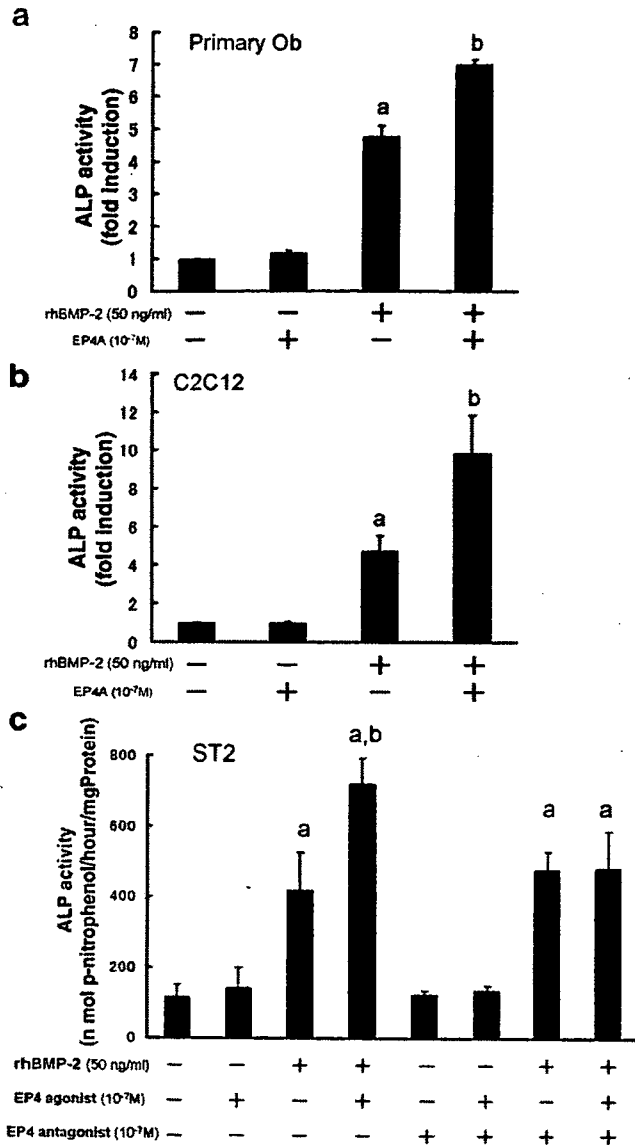 a
Primary Ob
ALP activity
(fold induction)
8
7
6
5
4
3
2
1
0
a
b
rhBMP-2 (50 ng/ml) − − + +
EP4A (10⁻⁷M) − + − +
b
C2C12
ALP activity
(fold induction)
14
12
10
8
6
4
2
0
a
b
rhBMP-2 (50 ng/ml) − − + +
EP4A (10⁻⁷M) − + − +
c
ST2
ALP activity
(n mol p-nitrophenol/hour/mgProtein)
800
600
400
200
0
a
a,b
a
a
rhBMP-2 (50 ng/ml) − − + + − − + +
EP4 agonist (10⁻⁷M) − + − + − + − +
EP4 antagonist (10⁻⁷M) − − − − + + + +